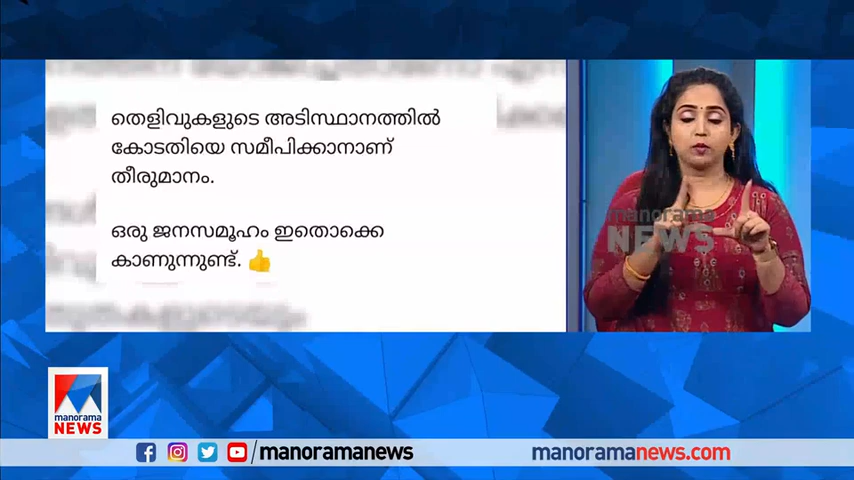 തെളിവുകളുടെ അടിസ്ഥാനത്തിൽ
കോടതിയെ സമീപിക്കാനാണ്
തീരുമാനം.
ഒരു ജനസമൂഹം ഇതൊക്കെ
കാണുന്നുണ്ട്. 👍
manorama
NEWS
manorama
NEWS
manoramanews
manoramanews.com